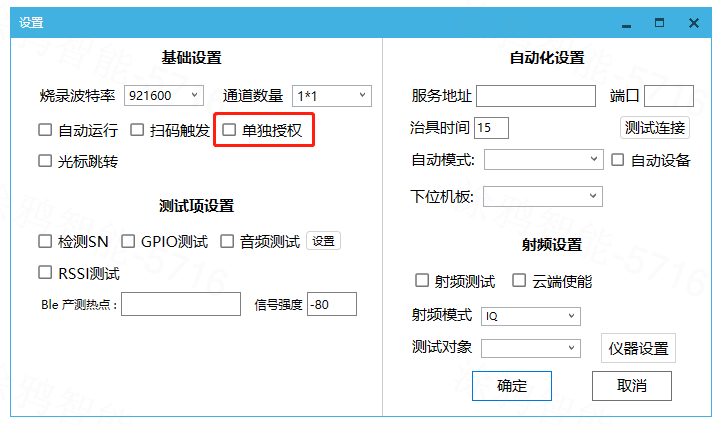 设置
基础设置
烧录波特率 921600 通道数量 1*1
自动运行 扫码触发 单独授权
光标跳转
测试项设置
检测SN GPIO测试 音频测试 设置
RSSI测试
Ble 产测热点： 信号强度 -80
自动化设置
服务地址 端口
治具时间 15 测试连接
自动模式: 自动设备
下位机板:
射频设置
射频测试 云端使能
射频模式 IQ
测试对象 仪器设置
确定 取消